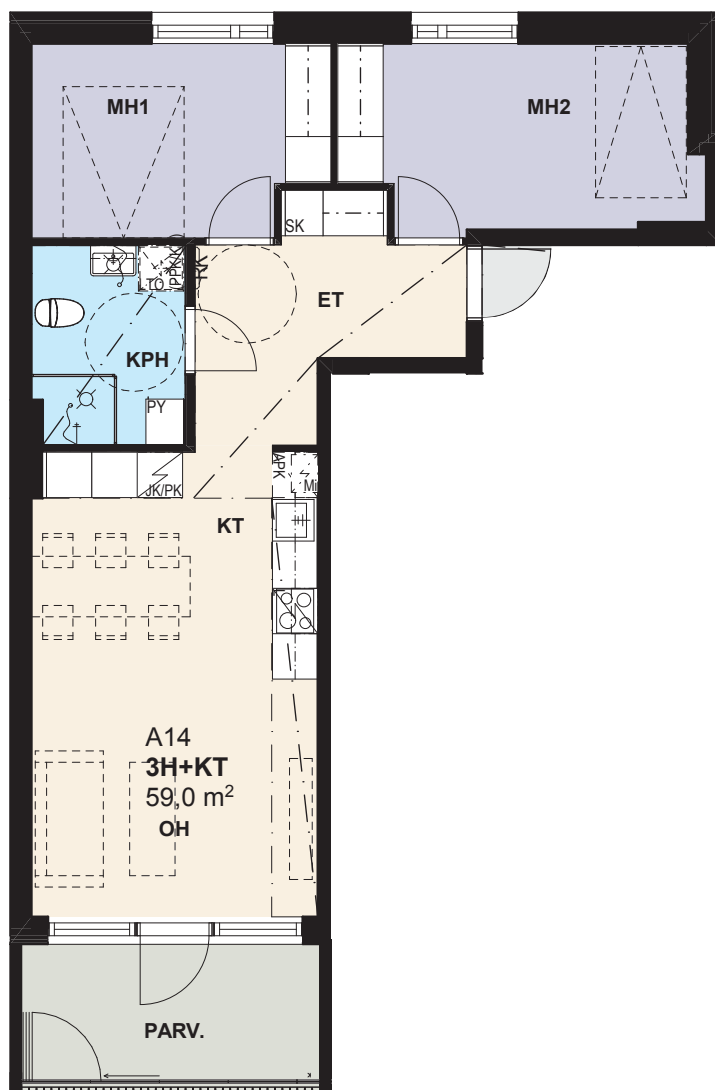 MH1
MH2
SK
ET
TO
KPH
PY
JK/PK
APK
Mi
KT
A14
3H+KT
59,0 m²
OH
PARV.